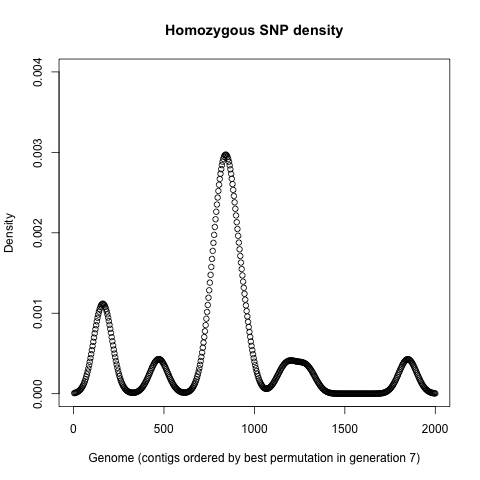 Homozygous SNP density
Density
0.004
0.003
0.002
0.001
0.000
0 500 1000 1500 2000
Genome (contigs ordered by best permutation in generation 7)